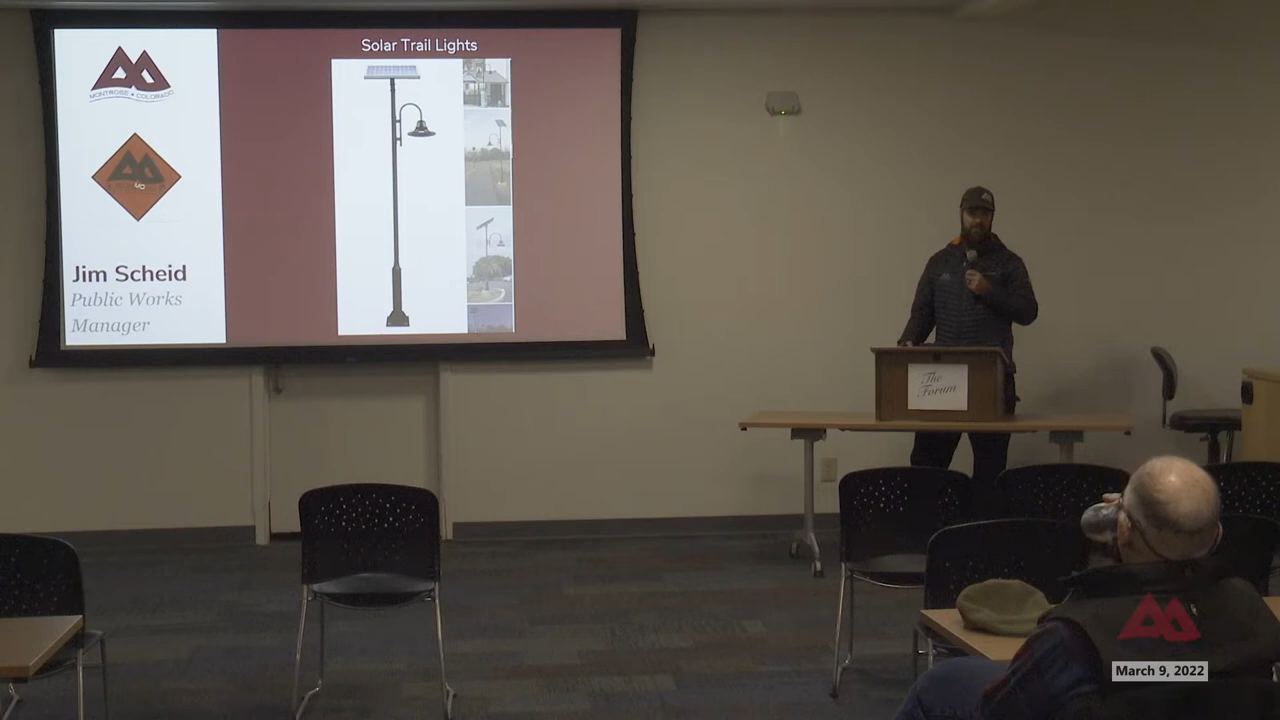 Solar Trail Lights
MONTROSE • COLORADO
Jim Scheid
Public Works
Manager
The
Forum
March 9, 2022